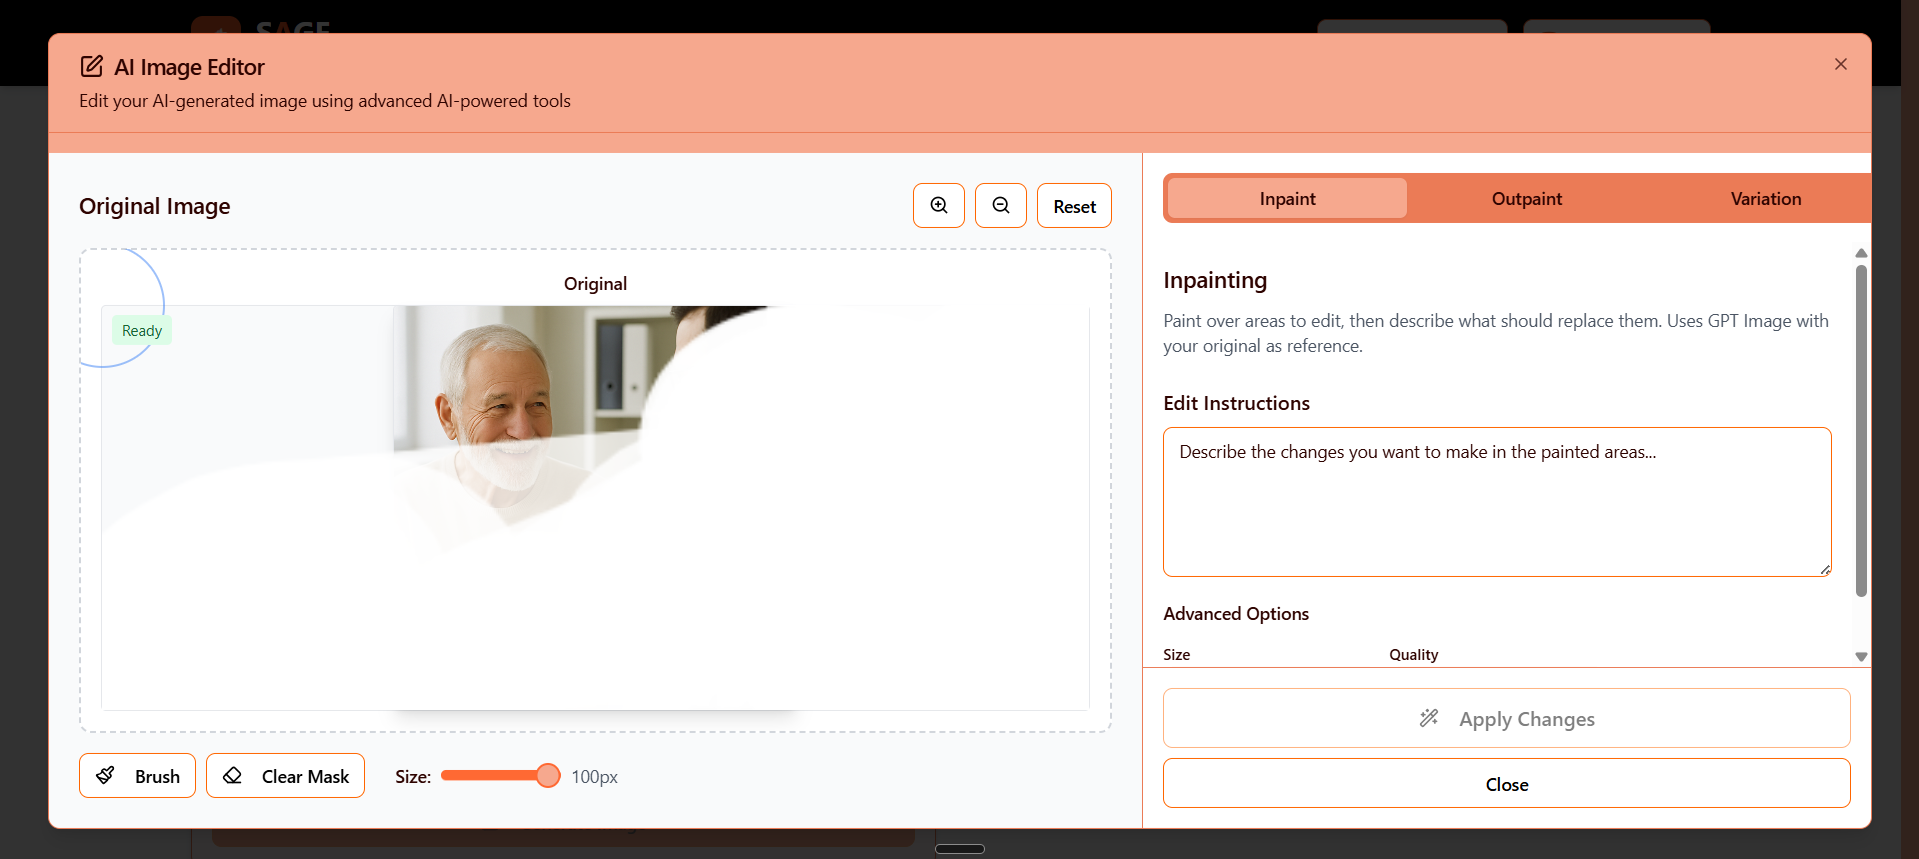 SAGE
AI Image Editor
Edit your AI-generated image using advanced AI-powered tools
Original Image
Reset
Original
Ready
Brush
Clear Mask
Size:
100px
Inpaint
Outpaint
Variation
Inpainting
Paint over areas to edit, then describe what should replace them. Uses GPT Image with
your original as reference.
Edit Instructions
Describe the changes you want to make in the painted areas...
Advanced Options
Size
Quality
Apply Changes
Close